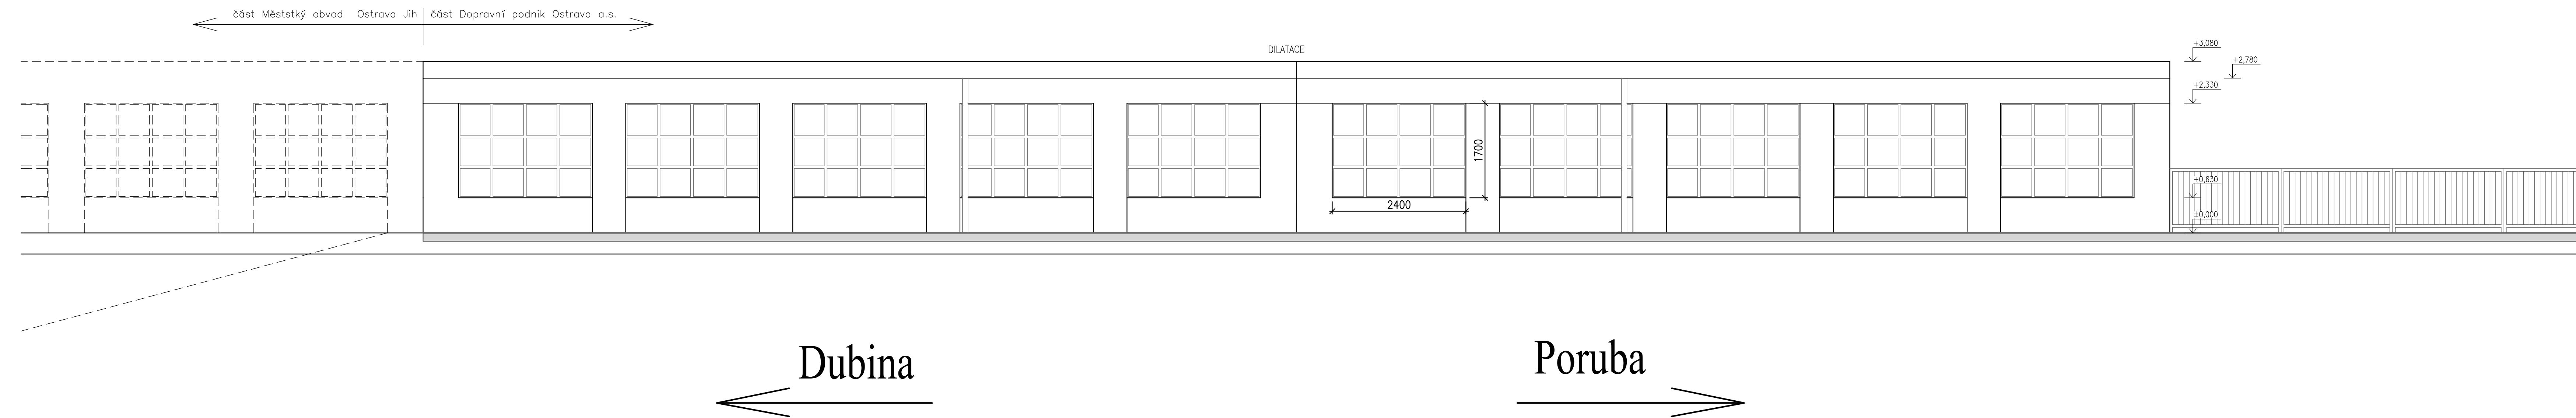 část Měststký obvod Ostrava Jih
část Dopravní podnik Ostrava a.s.
DILATACE
+3,080
+2,780
+2,330
1700
+0,630
2400
±0,000
Dubina
Poruba